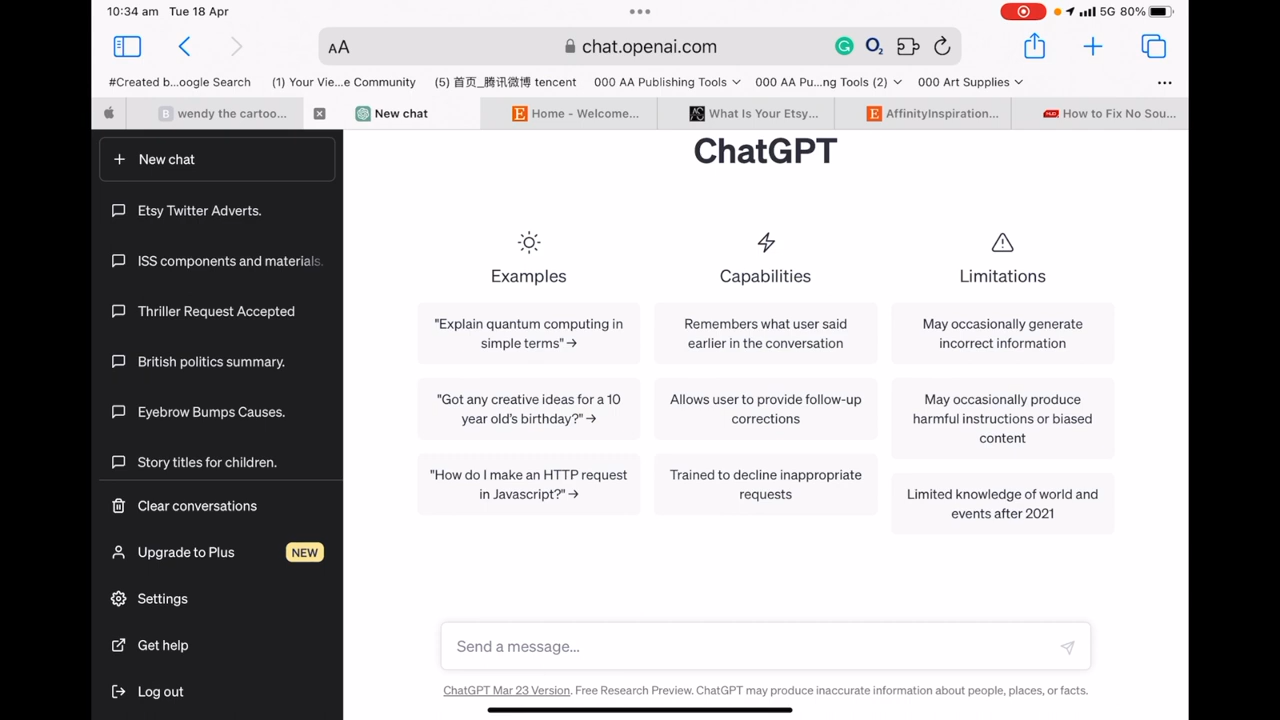 10:34 am Tue 18 Apr
5G 80%
AA chat.openai.com
#Created b...oogle Search (1) Your Vie...e Community (5) 首页_腾讯微博 tencent 000 AA Publishing Tools 000 AA Pu...ng Tools (2) 000 Art Supplies
wendy the cartoo... New chat Home - Welcome... What Is Your Etsy... AffinityInspiration... How to Fix No Sou...
New chat
Etsy Twitter Adverts.
ISS components and materials.
Thriller Request Accepted
British politics summary.
Eyebrow Bumps Causes.
Story titles for children.
Clear conversations
Upgrade to Plus NEW
Settings
Get help
Log out
ChatGPT
Examples
"Explain quantum computing in
simple terms" →
"Got any creative ideas for a 10
year old's birthday?" →
"How do I make an HTTP request
in Javascript?" →
Capabilities
Remembers what user said
earlier in the conversation
Allows user to provide follow-up
corrections
Trained to decline inappropriate
requests
Limitations
May occasionally generate
incorrect information
May occasionally produce
harmful instructions or biased
content
Limited knowledge of world and
events after 2021
Send a message...
ChatGPT Mar 23 Version. Free Research Preview. ChatGPT may produce inaccurate information about people, places, or facts.